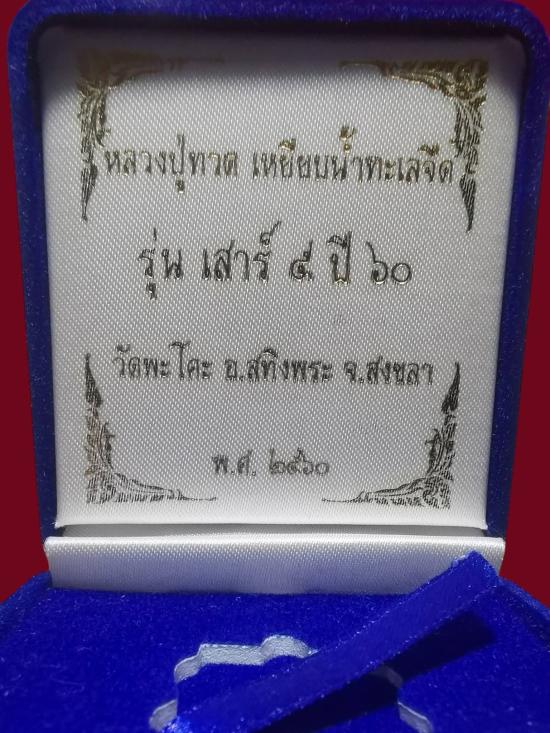 หลวงปู่ทวด เหยียบน้ำทะเลจืด
รุ่น เสาร์ ๕ ปี ๖๐
วัดพะโคะ อ.สทิงพระ จ.สงขลา
พ.ศ. ๒๕๖๐